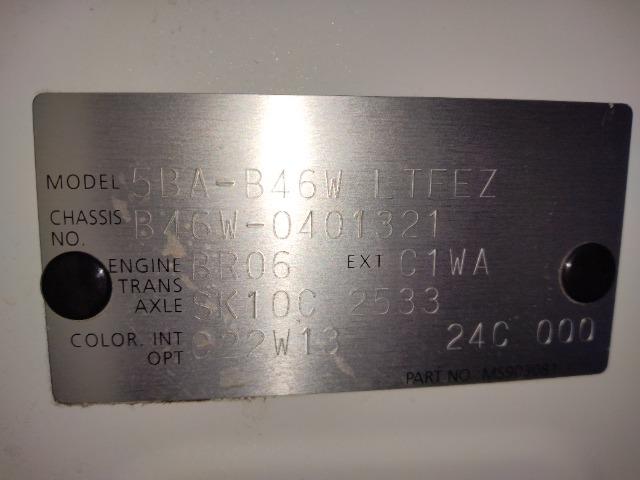 MODEL 5BA-B46W LTEEZ
CHASSIS NO. B46W-0401321
ENGINE BR06 EXT C1WA
TRANS AXLE SK10C 2533
COLOR. INT OPT C22W13 24C 000
PART NO. MS903081